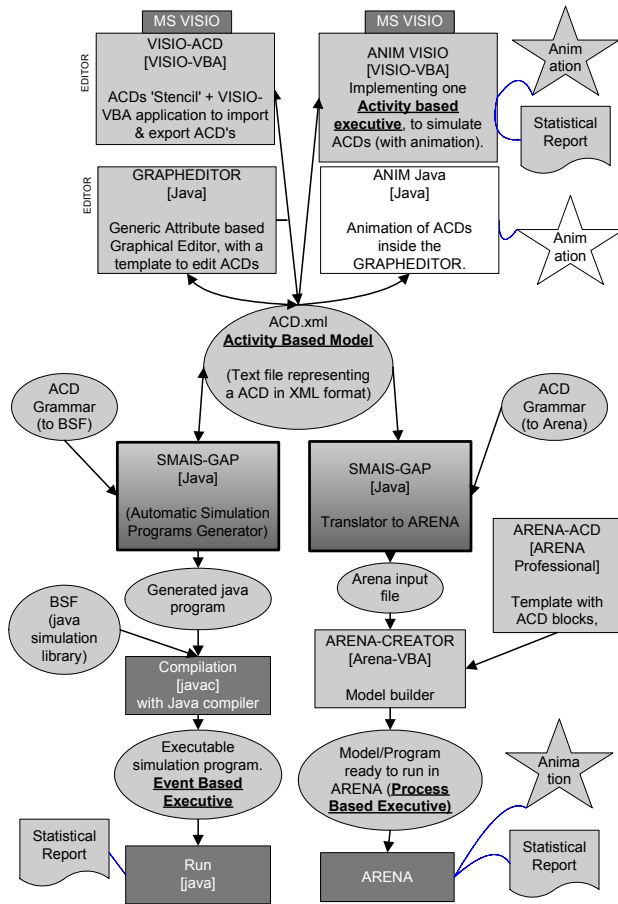 MS VISIO
MS VISIO
EDITOR
VISIO-ACD
[VISIO-VBA]
ACDs 'Stencil' + VISIO-
VBA application to import
& export ACD's
ANIM VISIO
[VISIO-VBA]
Implementing one
Activity based
executive, to simulate
ACDs (with animation).
Anim
ation
Statistical
Report
EDITOR
GRAPHEDITOR
[Java]
Generic Attribute based
Graphical Editor, with a
template to edit ACDs
ANIM Java
[Java]
Animation of ACDs
inside the
GRAPHEDITOR.
Anim
ation
ACD.xml
Activity Based Model
(Text file representing
a ACD in XML format)
ACD
Grammar
(to BSF)
ACD
Grammar
(to Arena)
SMAIS-GAP
[Java]
(Automatic Simulation
Programs Generator)
SMAIS-GAP
[Java]
Translator to ARENA
ARENA-ACD
[ARENA
Professional]
Template with
ACD blocks,
Generated java
program
Arena input
file
BSF
(java
simulation
library)
Compilation
[javac]
with Java compiler
ARENA-CREATOR
[Arena-VBA]
Model builder
Executable
simulation program.
Event Based
Executive
Model/Program
ready to run in
ARENA (Process
Based Executive)
Anima
tion
Statistical
Report
Run
[java]
ARENA
Statistical
Report